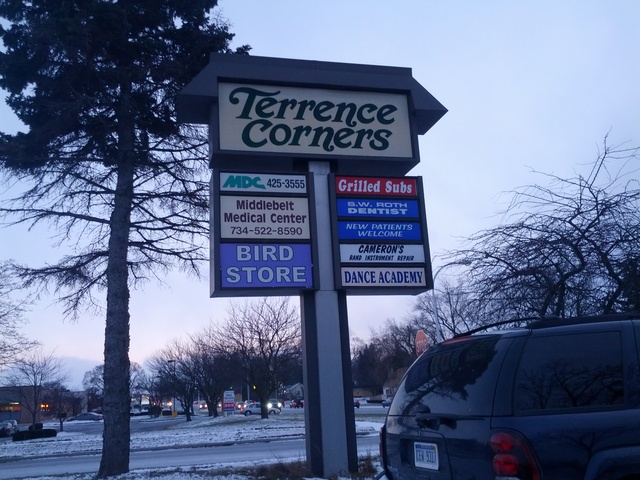 Terrence
Corners
MDC 425-3555
Middlebelt
Medical Center
734-522-8590
BIRD
STORE
Grilled Subs
S.W. ROTH
DENTIST
NEW PATIENTS
WELCOME
CAMERON'S
BAND INSTRUMENT REPAIR
DANCE ACADEMY